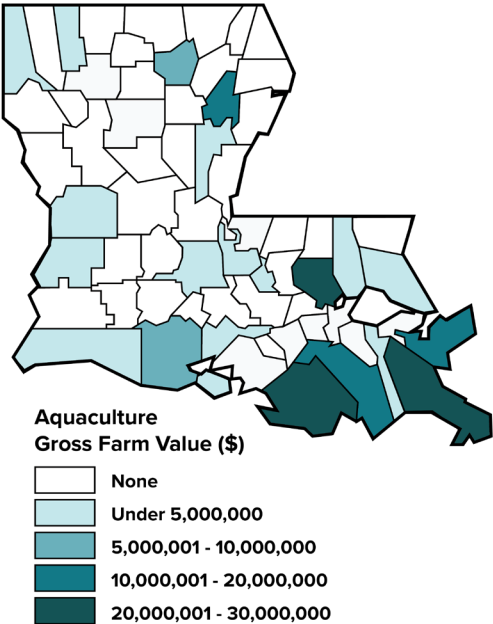 Aquaculture
Gross Farm Value ($)
None
Under 5,000,000
5,000,001 - 10,000,000
10,000,001 - 20,000,000
20,000,001 - 30,000,000